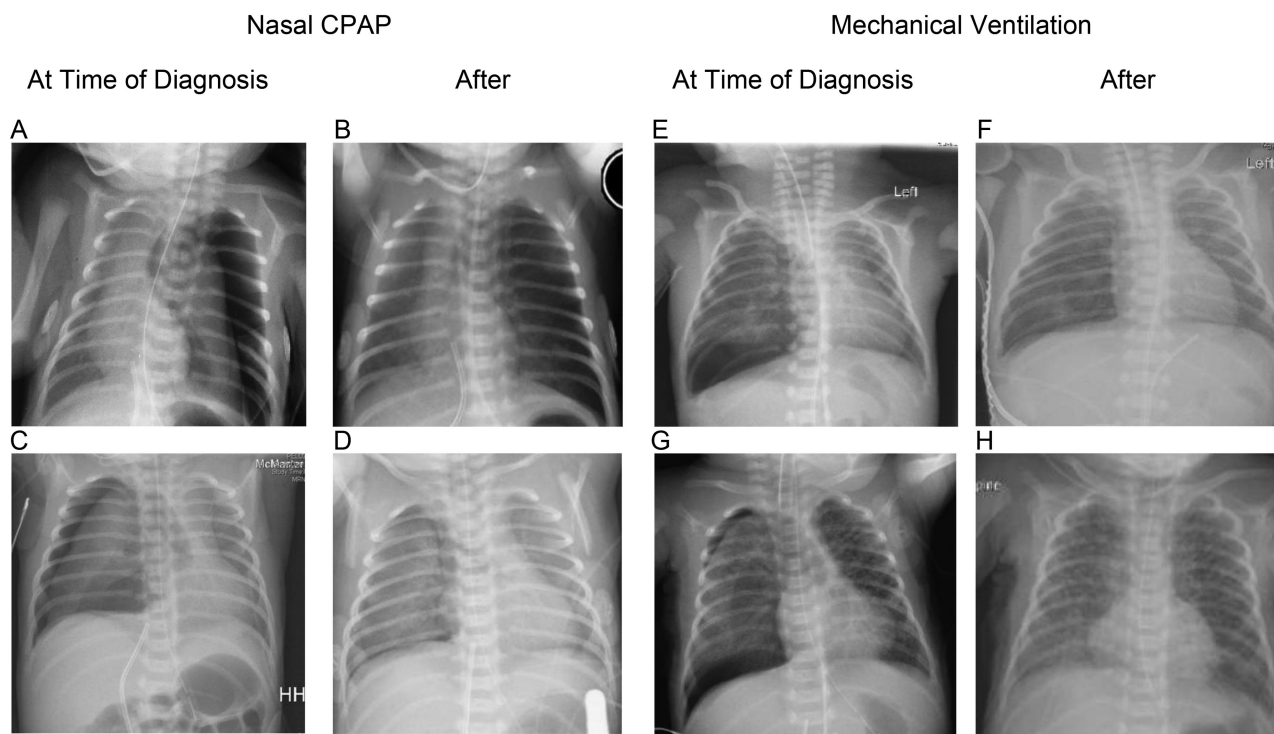 Nasal CPAP
Mechanical Ventilation
At Time of Diagnosis
After
At Time of Diagnosis
After
A
B
E
F
Left
Left
C
D
G
H
McMaster
HH